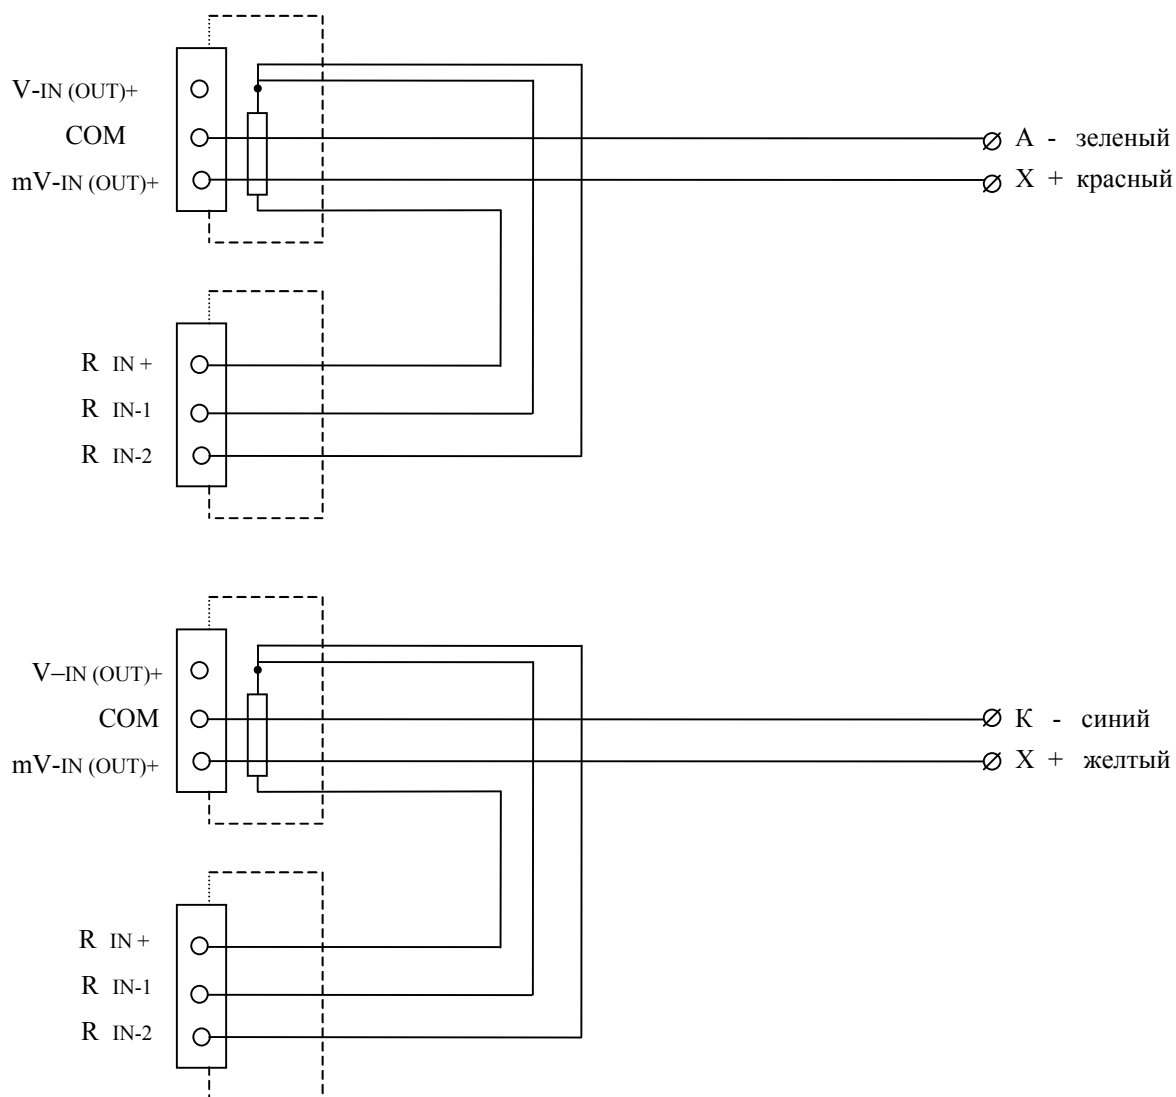 V-IN (OUT)+
COM
mV-IN (OUT)+
А - зеленый
Х + красный
R IN +
R IN-1
R IN-2
V–IN (OUT)+
COM
mV-IN (OUT)+
К - синий
Х + желтый
R IN +
R IN-1
R IN-2